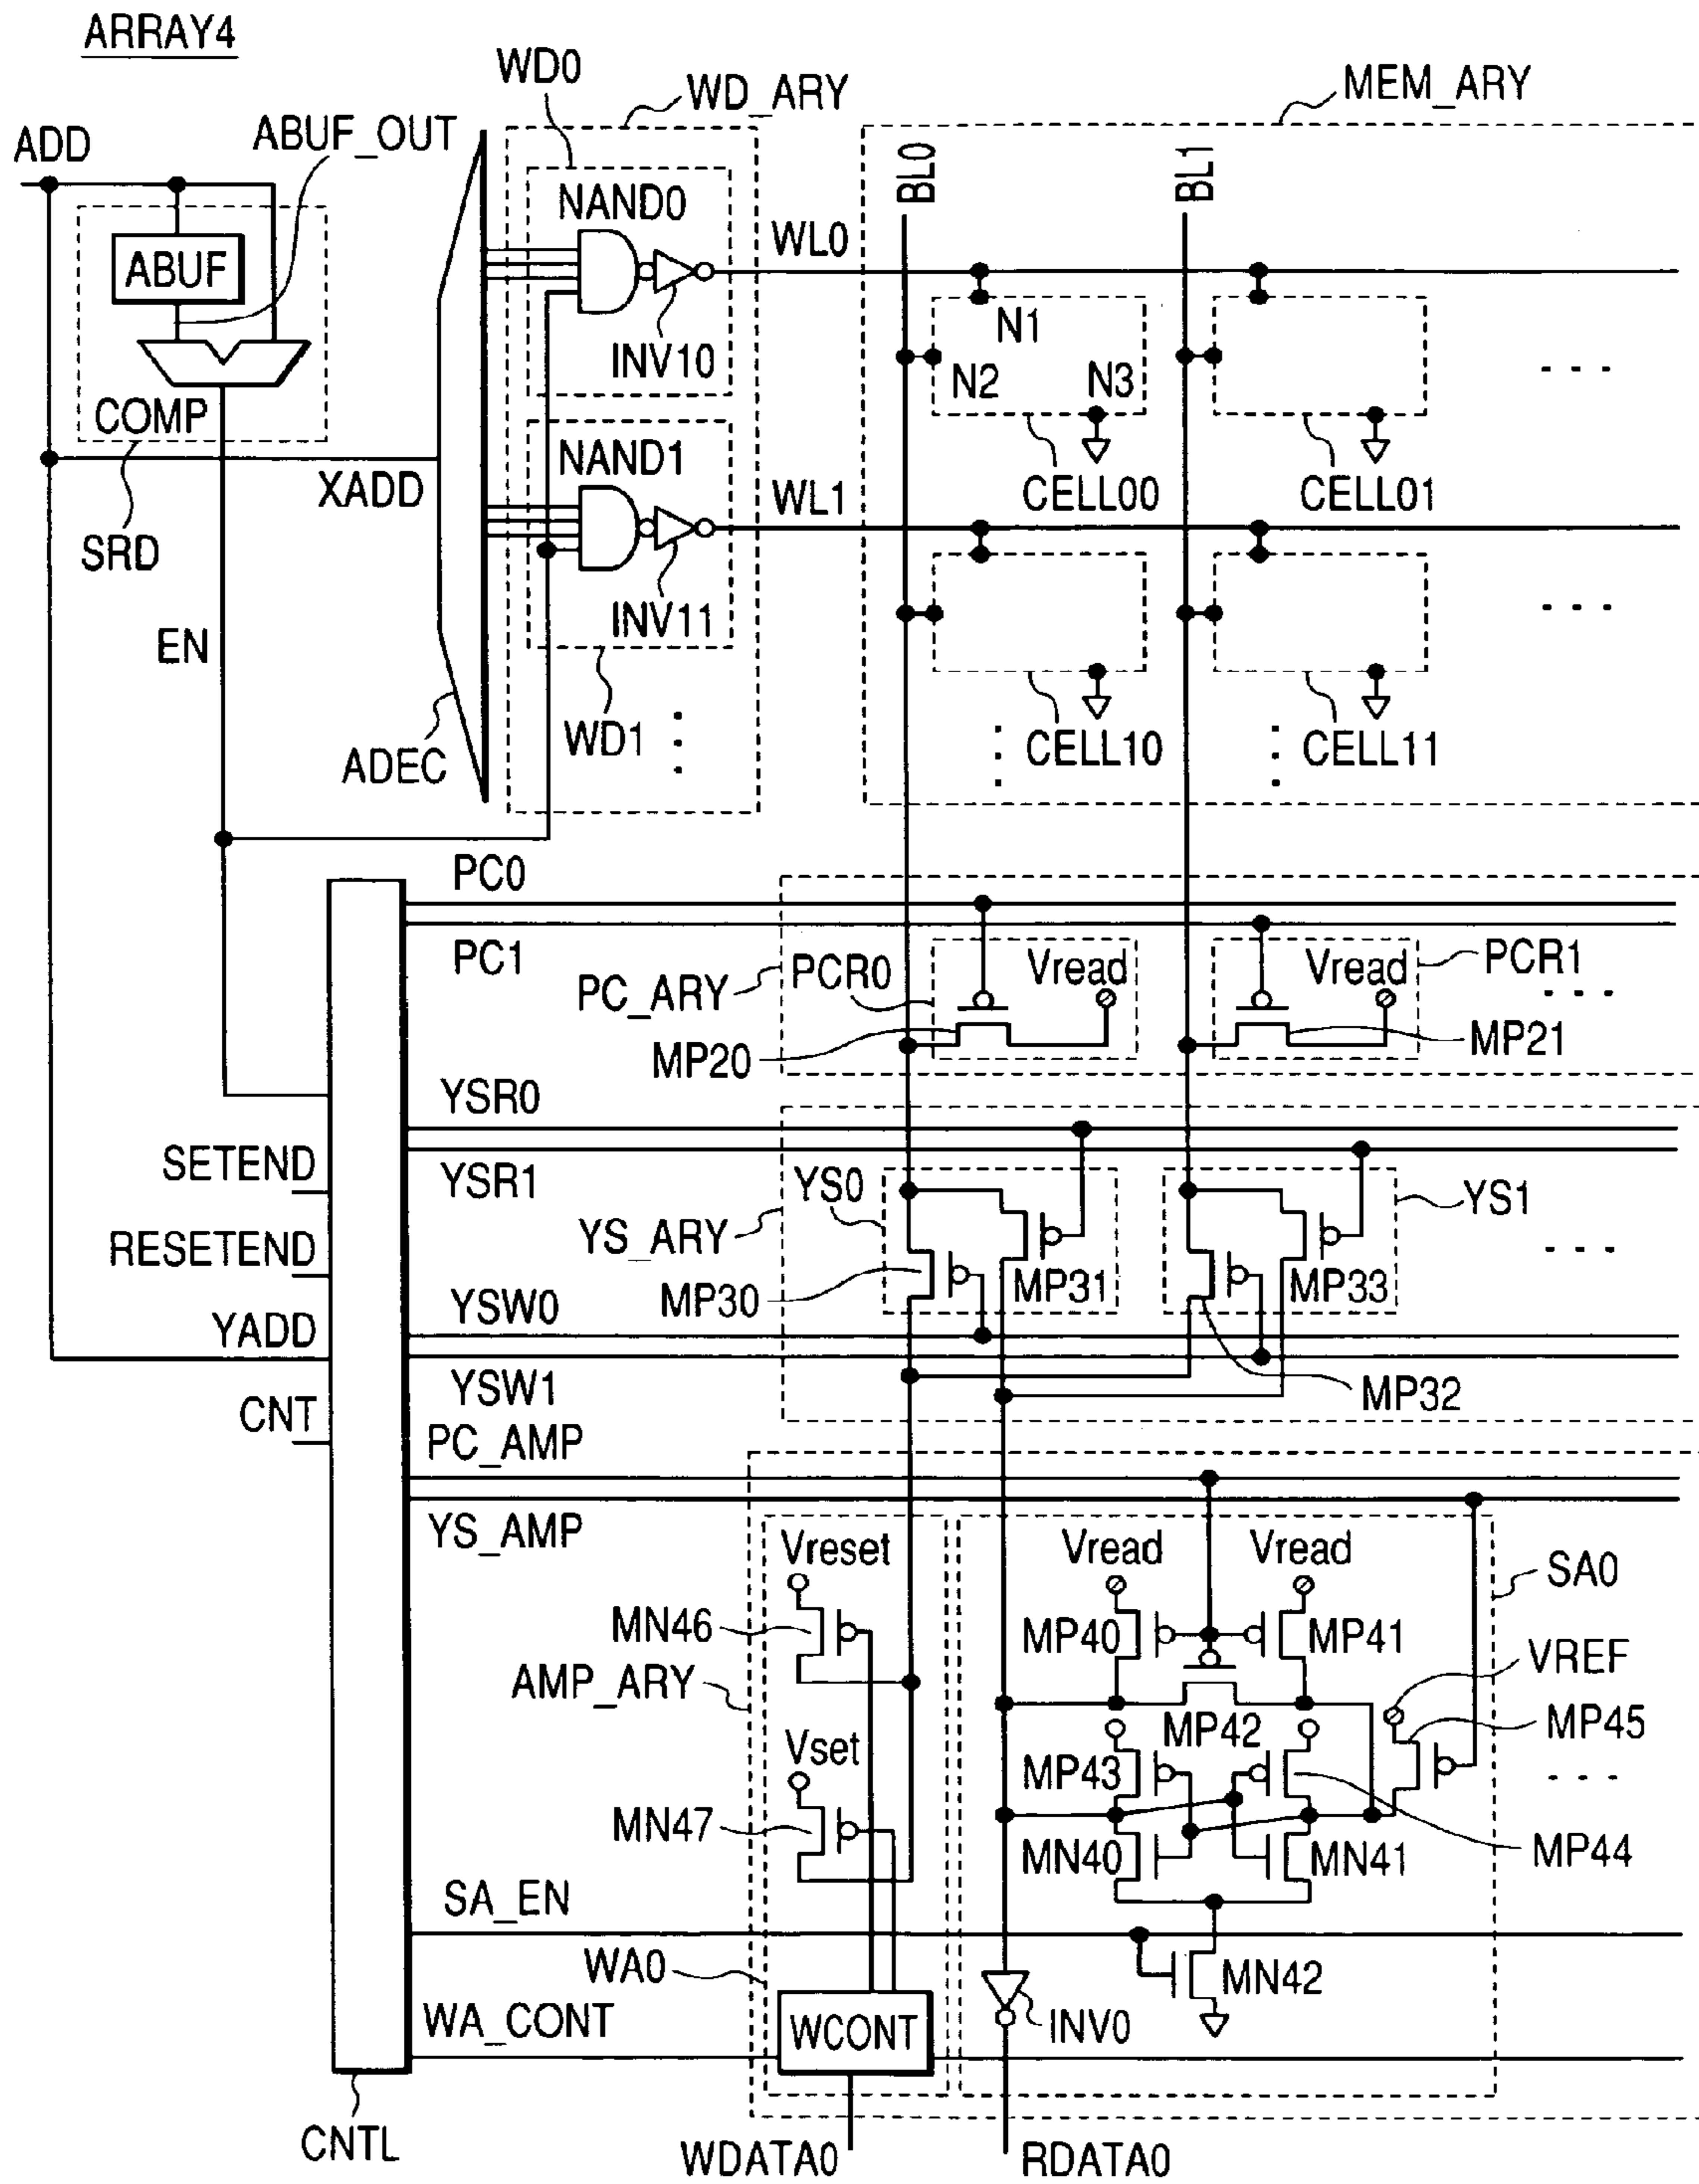 ARRAY4
WD0
WD_ARY
MEM_ARY
ADD
ABUF_OUT
BL0
BL1
NAND0
WL0
ABUF
N1
INV10
N2
N3
COMP
NAND1
XADD
WL1
CELL00
CELL01
SRD
INV11
EN
WD1
ADEC
CELL10
CELL11
PC0
PC1
PCR0
Vread
Vread
PCR1
PC_ARY
MP20
MP21
YSR0
SETEND
YSR1
YS0
YS1
YS_ARY
RESETEND
MP31
MP33
MP30
YSW0
YADD
YSW1
MP32
CNT
PC_AMP
YS_AMP
Vreset
Vread
Vread
SA0
MN46
MP40
MP41
VREF
AMP_ARY
MP42
MP45
Vset
MP43
MN47
MN40
MN41
MP44
SA_EN
WA0
MN42
WA_CONT
WCONT
INV0
CNTL
WDATA0
RDATA0